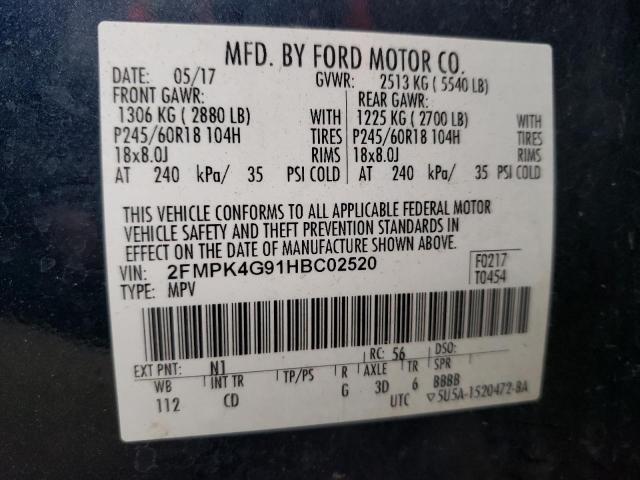 MFD. BY FORD MOTOR CO.
DATE: 05/17 GVWR: 2513 KG ( 5540 LB)
FRONT GAWR: REAR GAWR:
1306 KG ( 2880 LB) WITH 1225 KG ( 2700 LB) WITH
P245/60R18 104H TIRES P245/60R18 104H TIRES
18x8.0J RIMS 18x8.0J RIMS
AT 240 kPa/ 35 PSI COLD AT 240 kPa/ 35 PSI COLD
THIS VEHICLE CONFORMS TO ALL APPLICABLE FEDERAL MOTOR
VEHICLE SAFETY AND THEFT PREVENTION STANDARDS IN
EFFECT ON THE DATE OF MANUFACTURE SHOWN ABOVE.
VIN: 2FMPK4G91HBC02520 F0217
TYPE: MPV T0454
EXT PNT: N1 RC: 56 DSO:
WB INT TR TP/PS R AXLE TR SPR
112 CD G 3D 6 BBBB
UTC ▽5U5A-1520472-BA